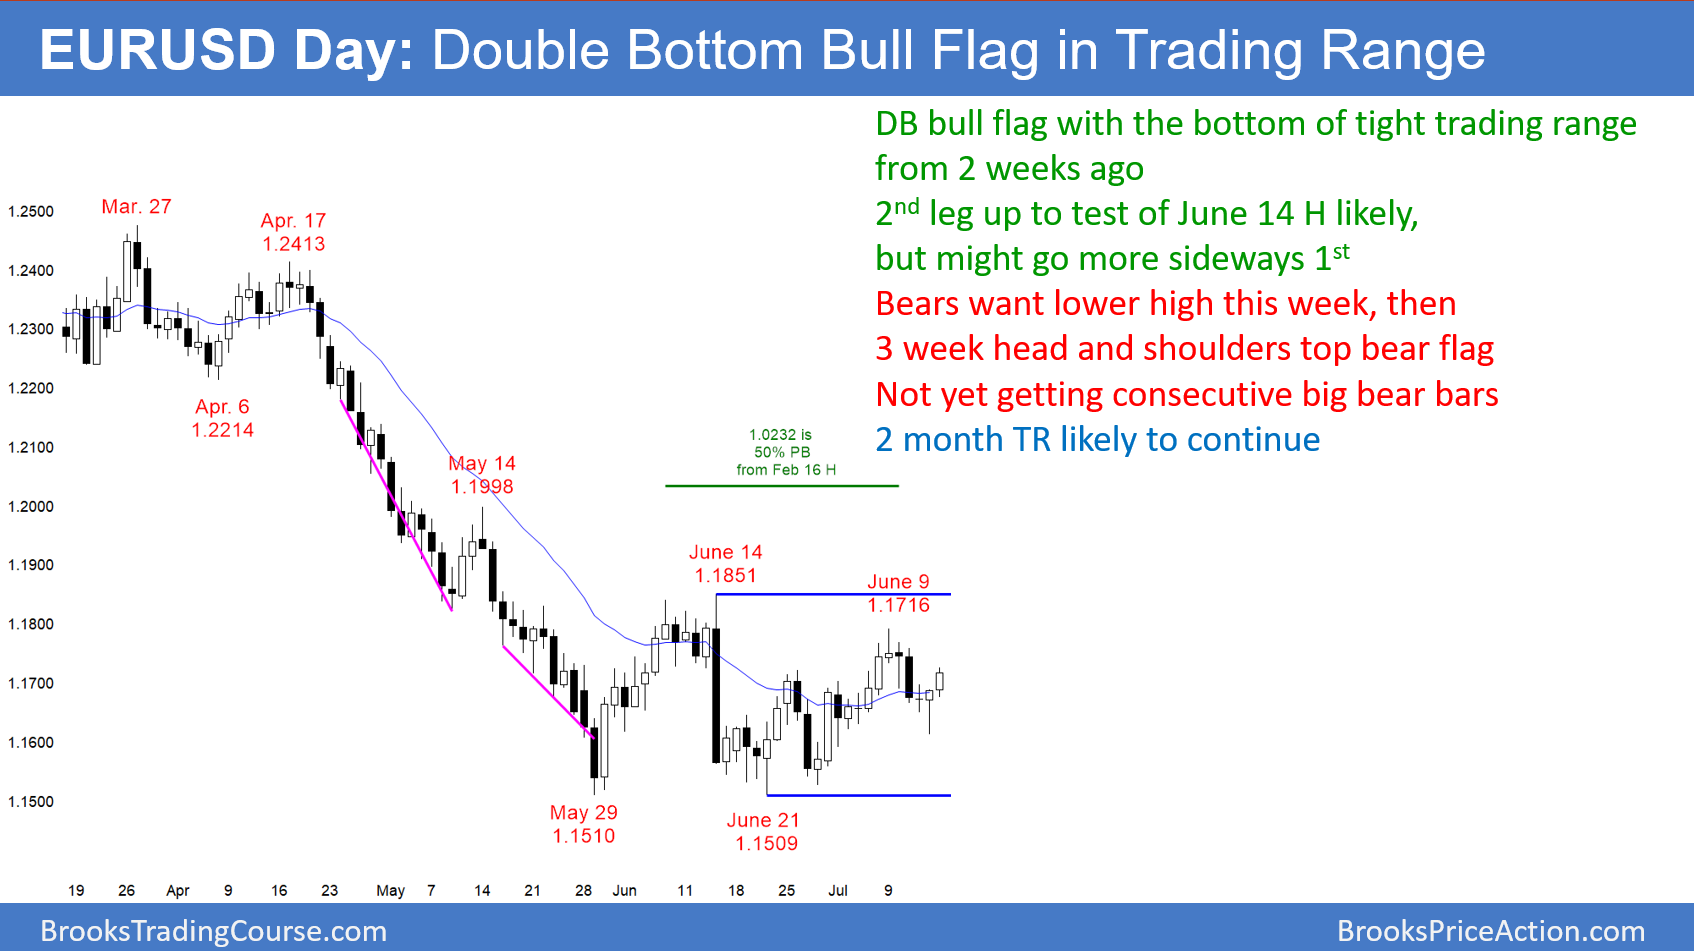 EURUSD Day: Double Bottom Bull Flag in Trading Range
DB bull flag with the bottom of tight trading range
from 2 weeks ago
2nd leg up to test of June 14 H likely,
but might go more sideways 1st
Bears want lower high this week, then
3 week head and shoulders top bear flag
Not yet getting consecutive big bear bars
2 month TR likely to continue
1.2500
1.2400
1.2300
1.2200
1.2100
1.2000
1.1900
1.1800
1.1700
1.1600
1.1500
Mar. 27
Apr. 17
1.2413
Apr. 6
1.2214
May 14
1.1998
1.0232 is
50% PB
from Feb 16 H
June 14
1.1851
June 9
1.1716
May 29
1.1510
June 21
1.1509
19 26 Apr 9 16 23 May 7 14 21 28 Jun 11 18 25 Jul 9
BrooksTradingCourse.com
BrooksPriceAction.com